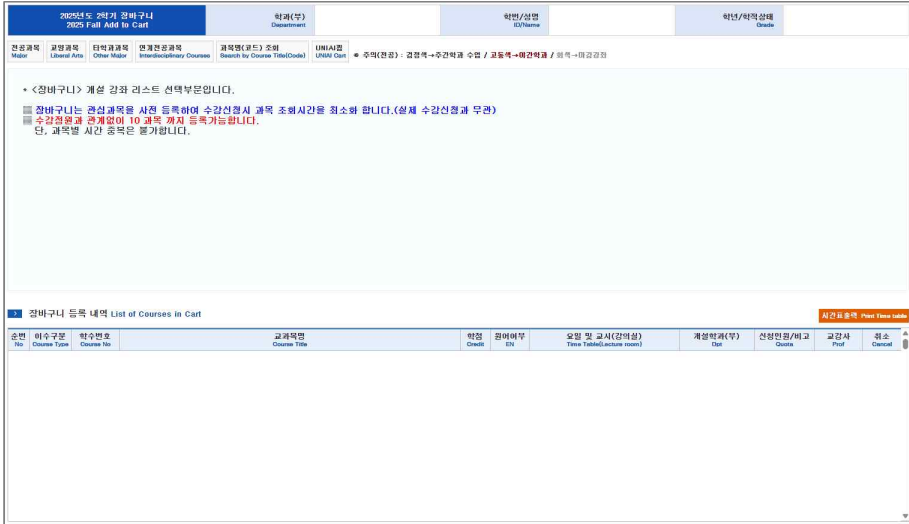 2025년도 2학기 장바구니
2025 Fall Add to Cart
학과(부)
Department
학번/성명
ID/Name
학년/학적상태
Grade
전공과목
Major
교양과목
Liberal Arts
타학과과목
Other Major
연계전공과목
Interdisciplinary Courses
과목명(코드) 조회
Search by Course Title(Code)
UNIAI찜
UNIAI Cart
※ 주의(전공) : 검정색→주간학과 수업 / 고동색→야간학과 / 회색→마감강좌
* <장바구니> 개설 강좌 리스트 선택부분입니다.
장바구니는 관심과목을 사전 등록하여 수강신청시 과목 조회시간을 최소화 합니다.(실제 수강신청과 무관)
수강정원과 관계없이 10 과목 까지 등록가능합니다.
단, 과목별 시간 중복은 불가합니다.
장바구니 등록 내역 List of Courses in Cart
시간표출력 Print Time table
순번
No
이수구분
Course Type
학수번호
Course No
교과목명
Course Title
학점
Credit
원어여부
EN
요일 및 교시(강의실)
Time Table(Lecture room)
개설학과(부)
Dpt
신청인원/비고
Quota
교강사
Prof
취소
Cancel